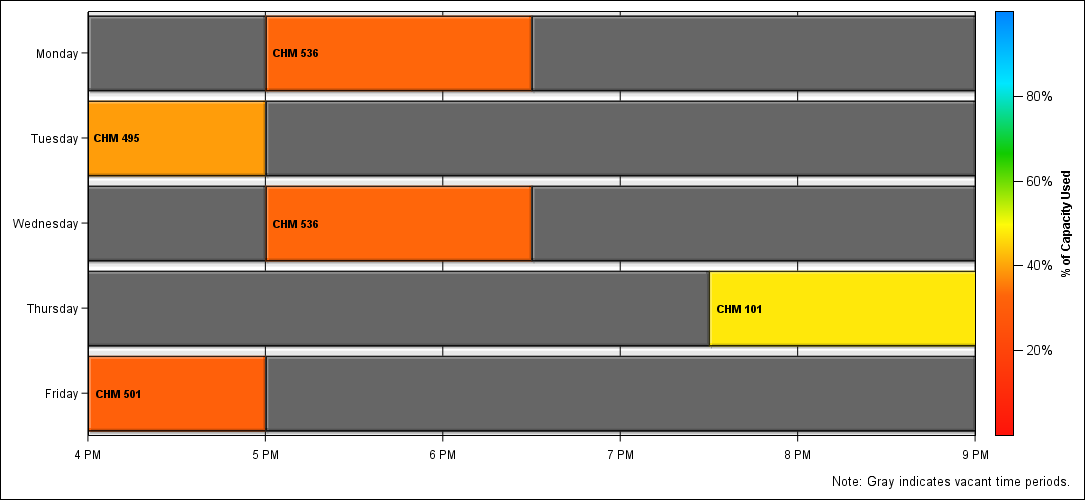 Monday
CHM 536
Tuesday
CHM 495
Wednesday
CHM 536
Thursday
CHM 101
Friday
CHM 501
4 PM
5 PM
6 PM
7 PM
8 PM
9 PM
80%
60%
40%
20%
% of Capacity Used
Note: Gray indicates vacant time periods.